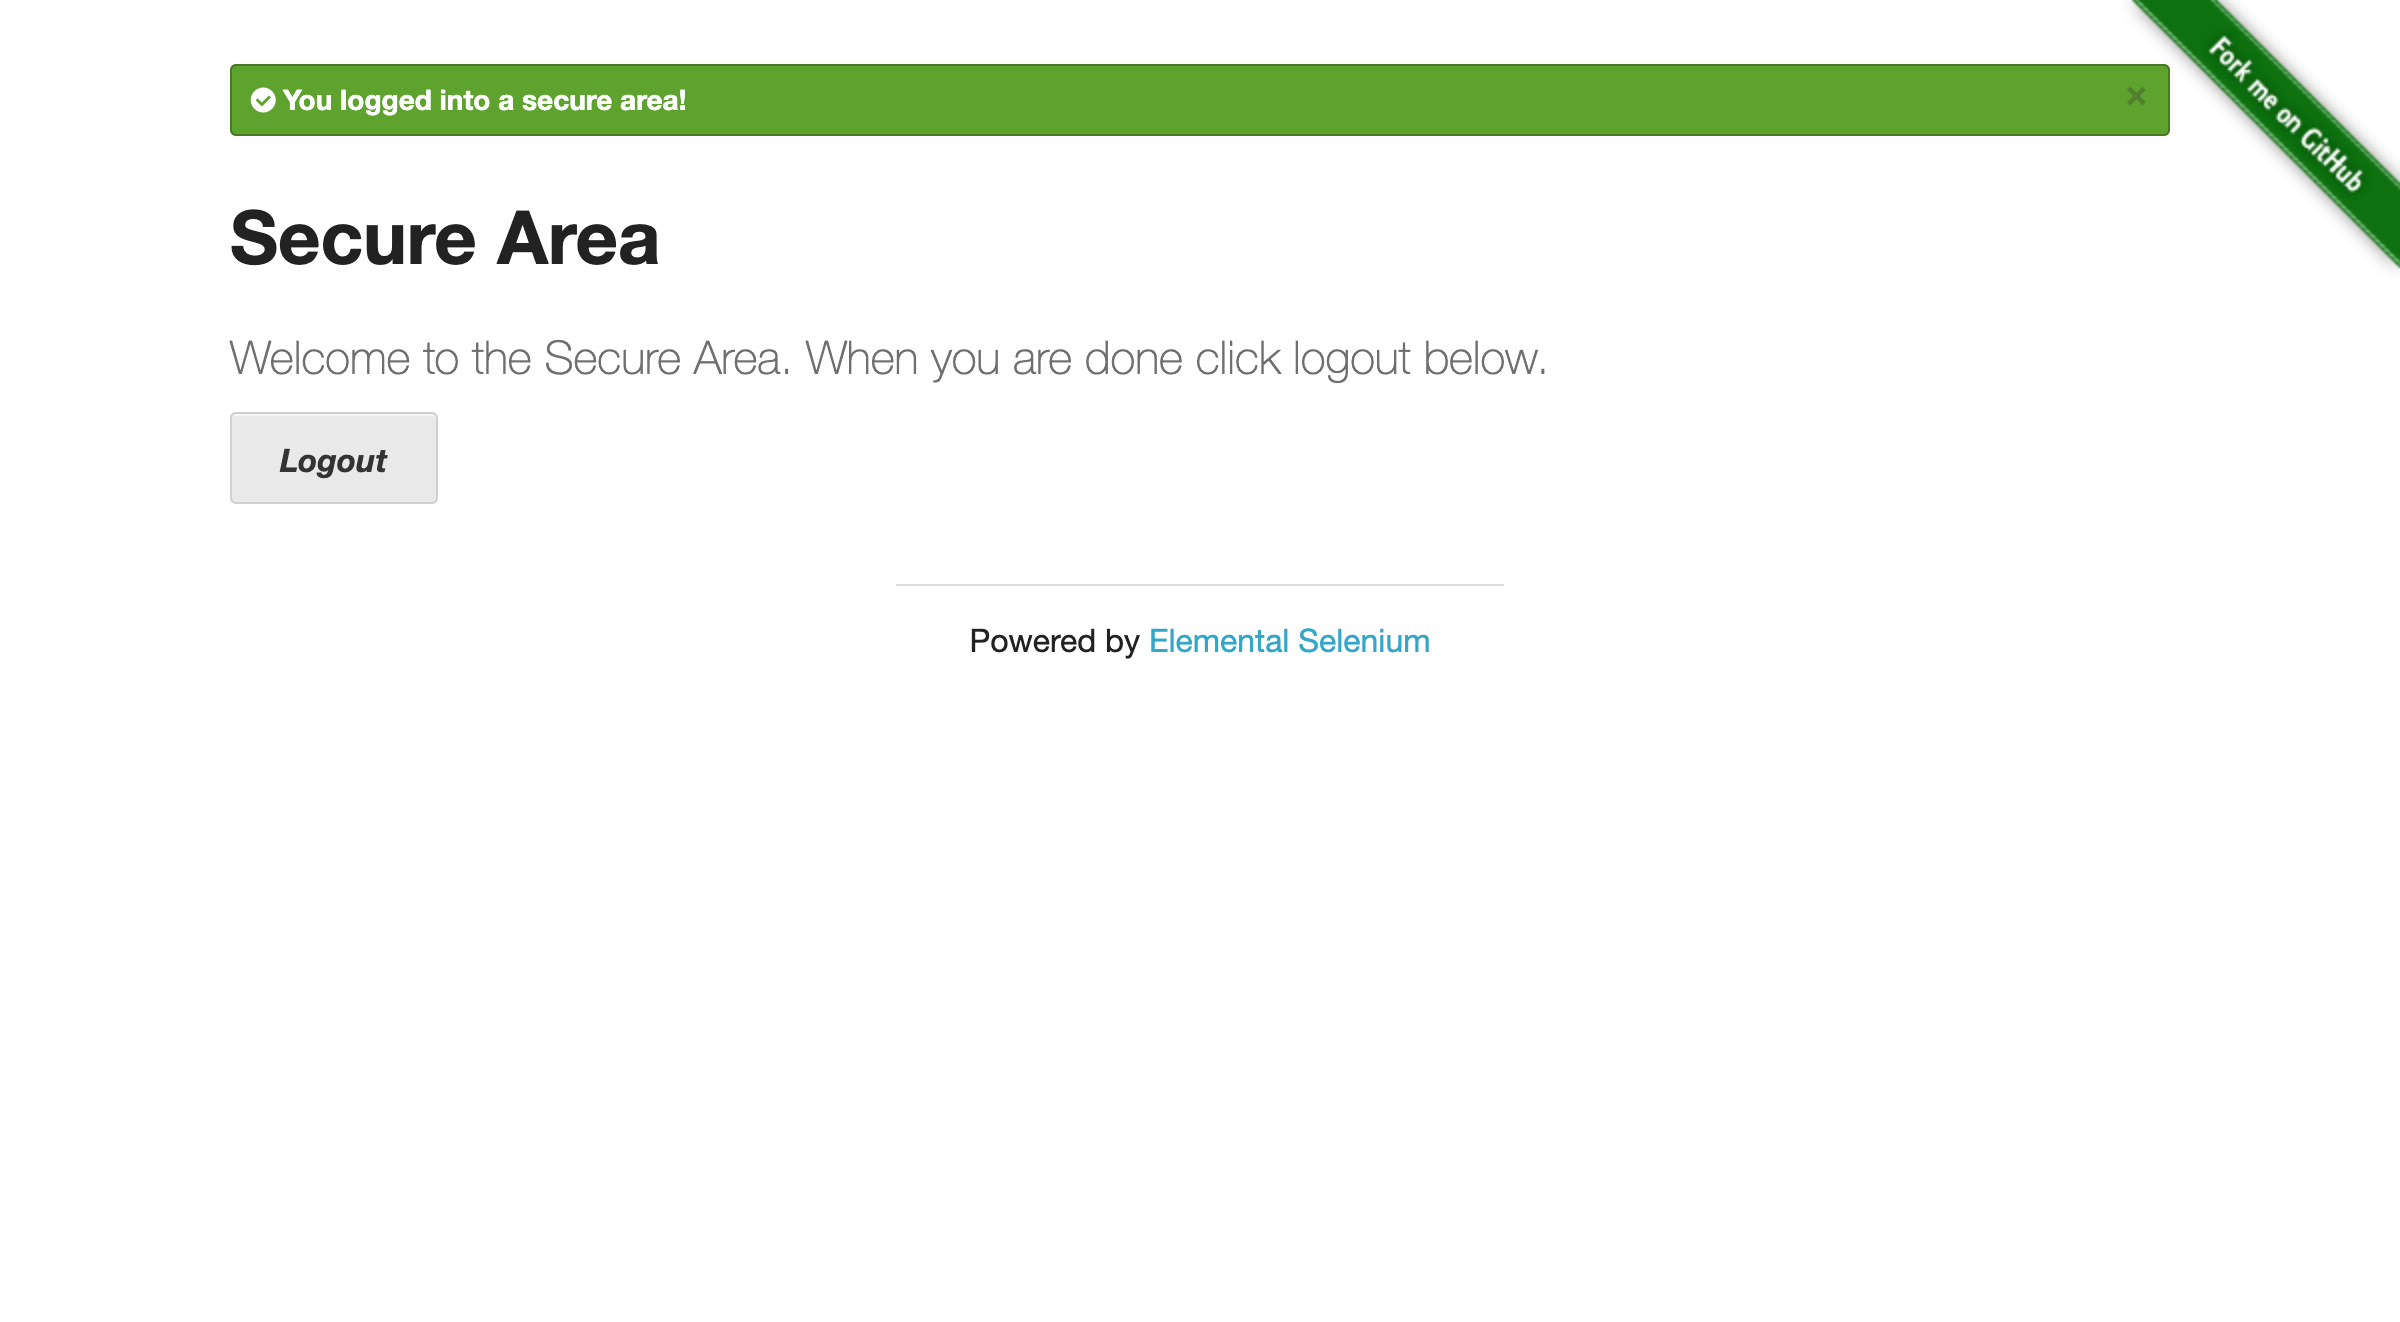 You logged into a secure area!
×
Fork me on GitHub
Secure Area
Welcome to the Secure Area. When you are done click logout below.
Logout
Powered by Elemental Selenium